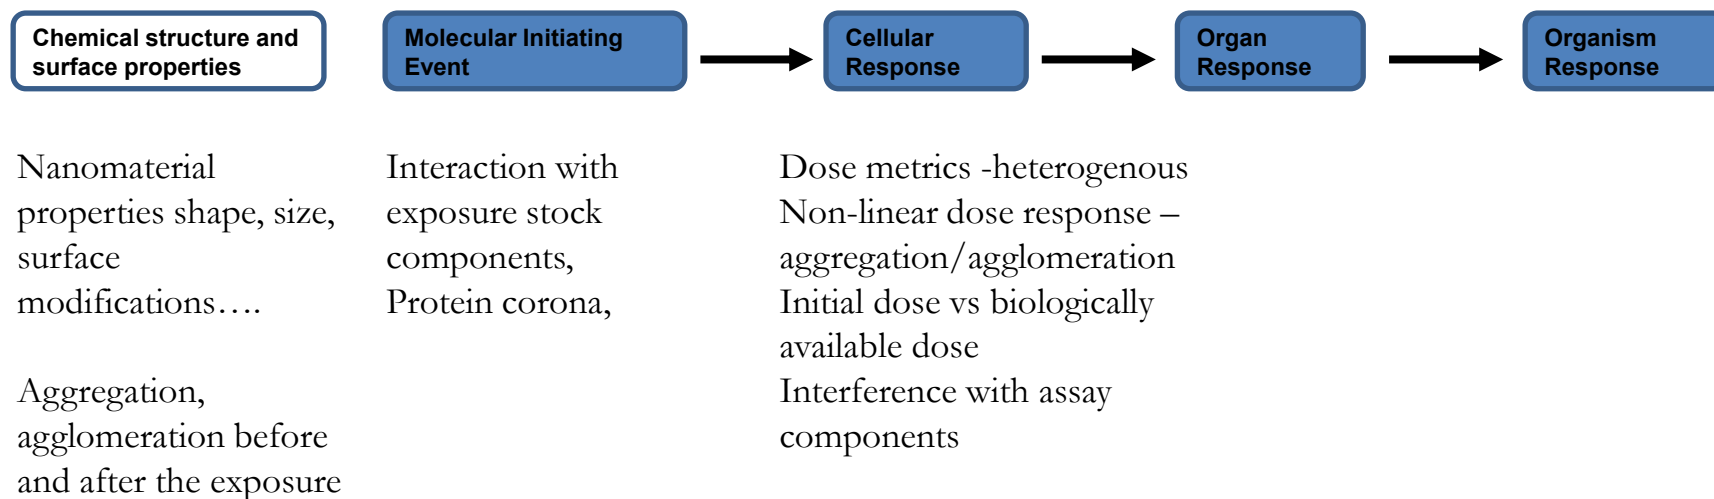 Chemical structure and
surface properties
Molecular Initiating
Event
Cellular
Response
Organ
Response
Organism
Response
Nanomaterial
properties shape, size,
surface
modifications….
Aggregation,
agglomeration before
and after the exposure
Interaction with
exposure stock
components,
Protein corona,
Dose metrics -heterogenous
Non-linear dose response –
aggregation/agglomeration
Initial dose vs biologically
available dose
Interference with assay
components